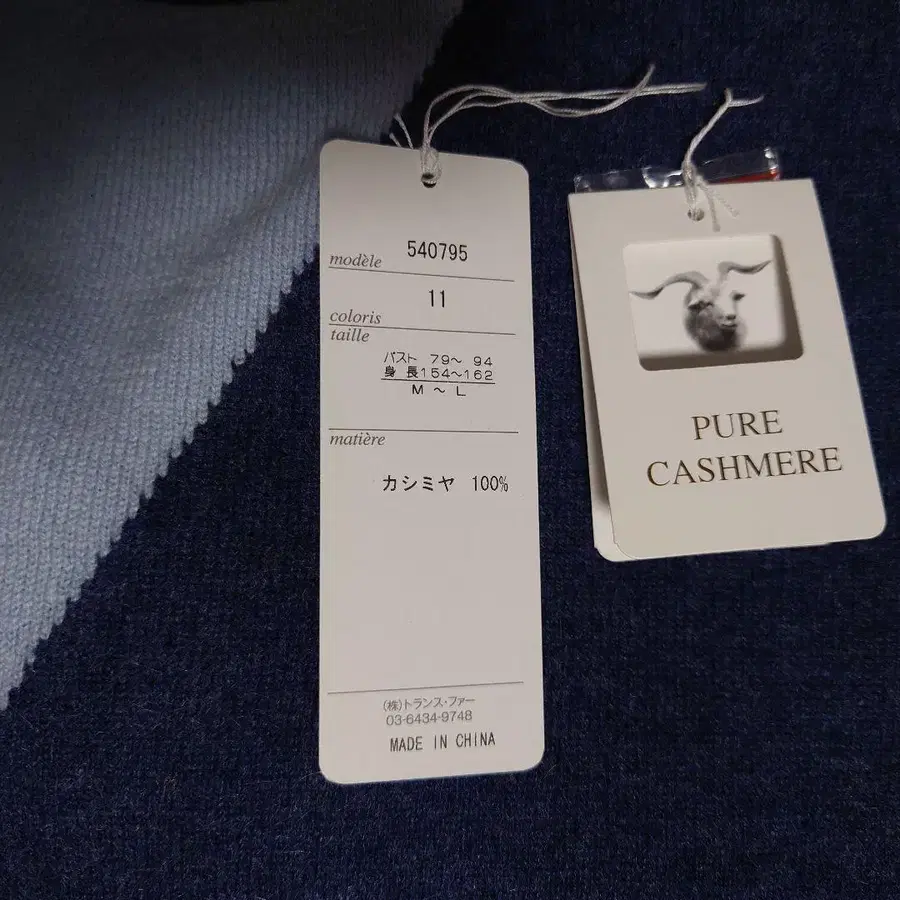 modèle 540795
coloris 11
taille
バスト 79～ 94
身 長154～162
M ～ L
matière
カシミヤ 100%
(株)トランス・ファー
03-6434-9748
MADE IN CHINA
PURE
CASHMERE